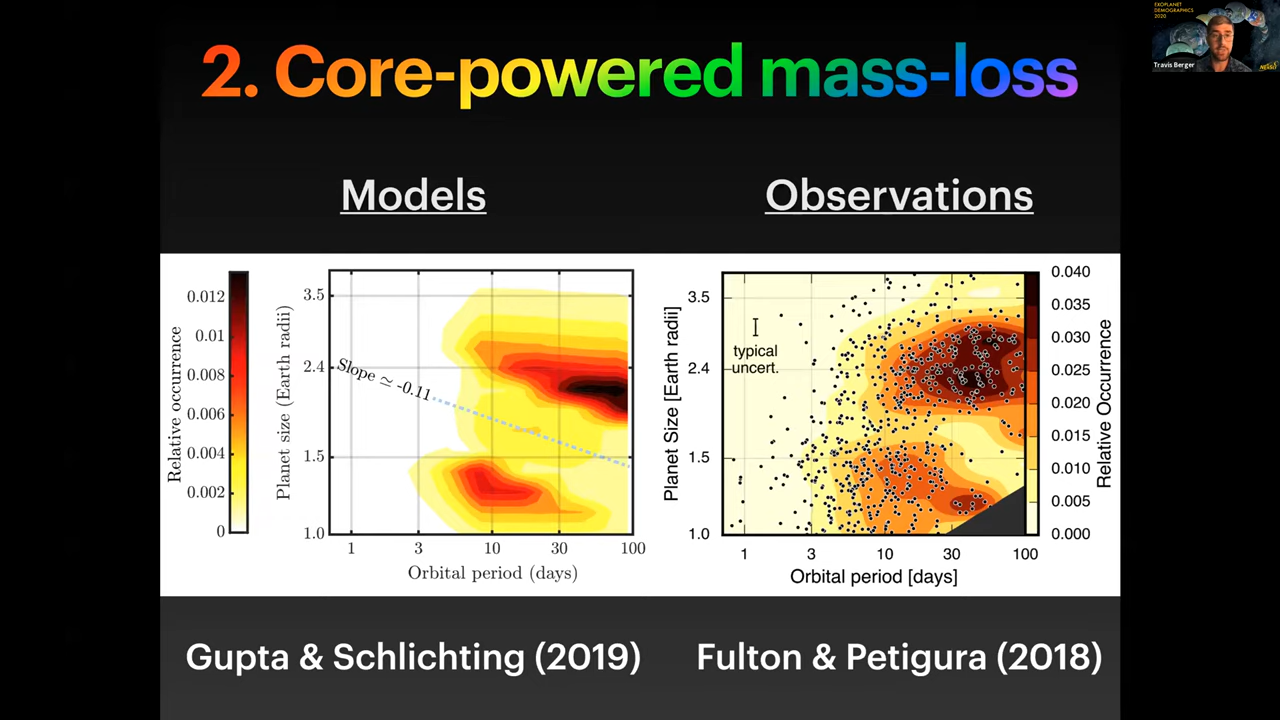 2. Core-powered mass-loss
EXOPLANET
DEMOGRAPHICS
2020
Travis Berger
Models
Observations
Relative occurrence
0.012
0.01
0.008
0.006
0.004
0.002
0
Planet size (Earth radii)
3.5
2.4
1.5
1.0
Slope ≃ -0.11
1 3 10 30 100
Orbital period (days)
Planet Size [Earth radii]
3.5
2.4
1.5
1.0
typical
uncert.
1 3 10 30 100
Orbital period [days]
0.040
0.035
0.030
0.025
0.020
0.015
0.010
0.005
0.000
Relative Occurrence
Gupta & Schlichting (2019)
Fulton & Petigura (2018)